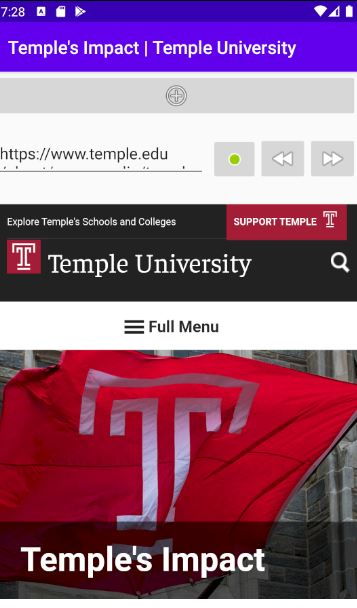 7:28
Temple's Impact | Temple University
https://www.temple.edu
Explore Temple's Schools and Colleges
SUPPORT TEMPLE
Temple University
Full Menu
Temple's Impact